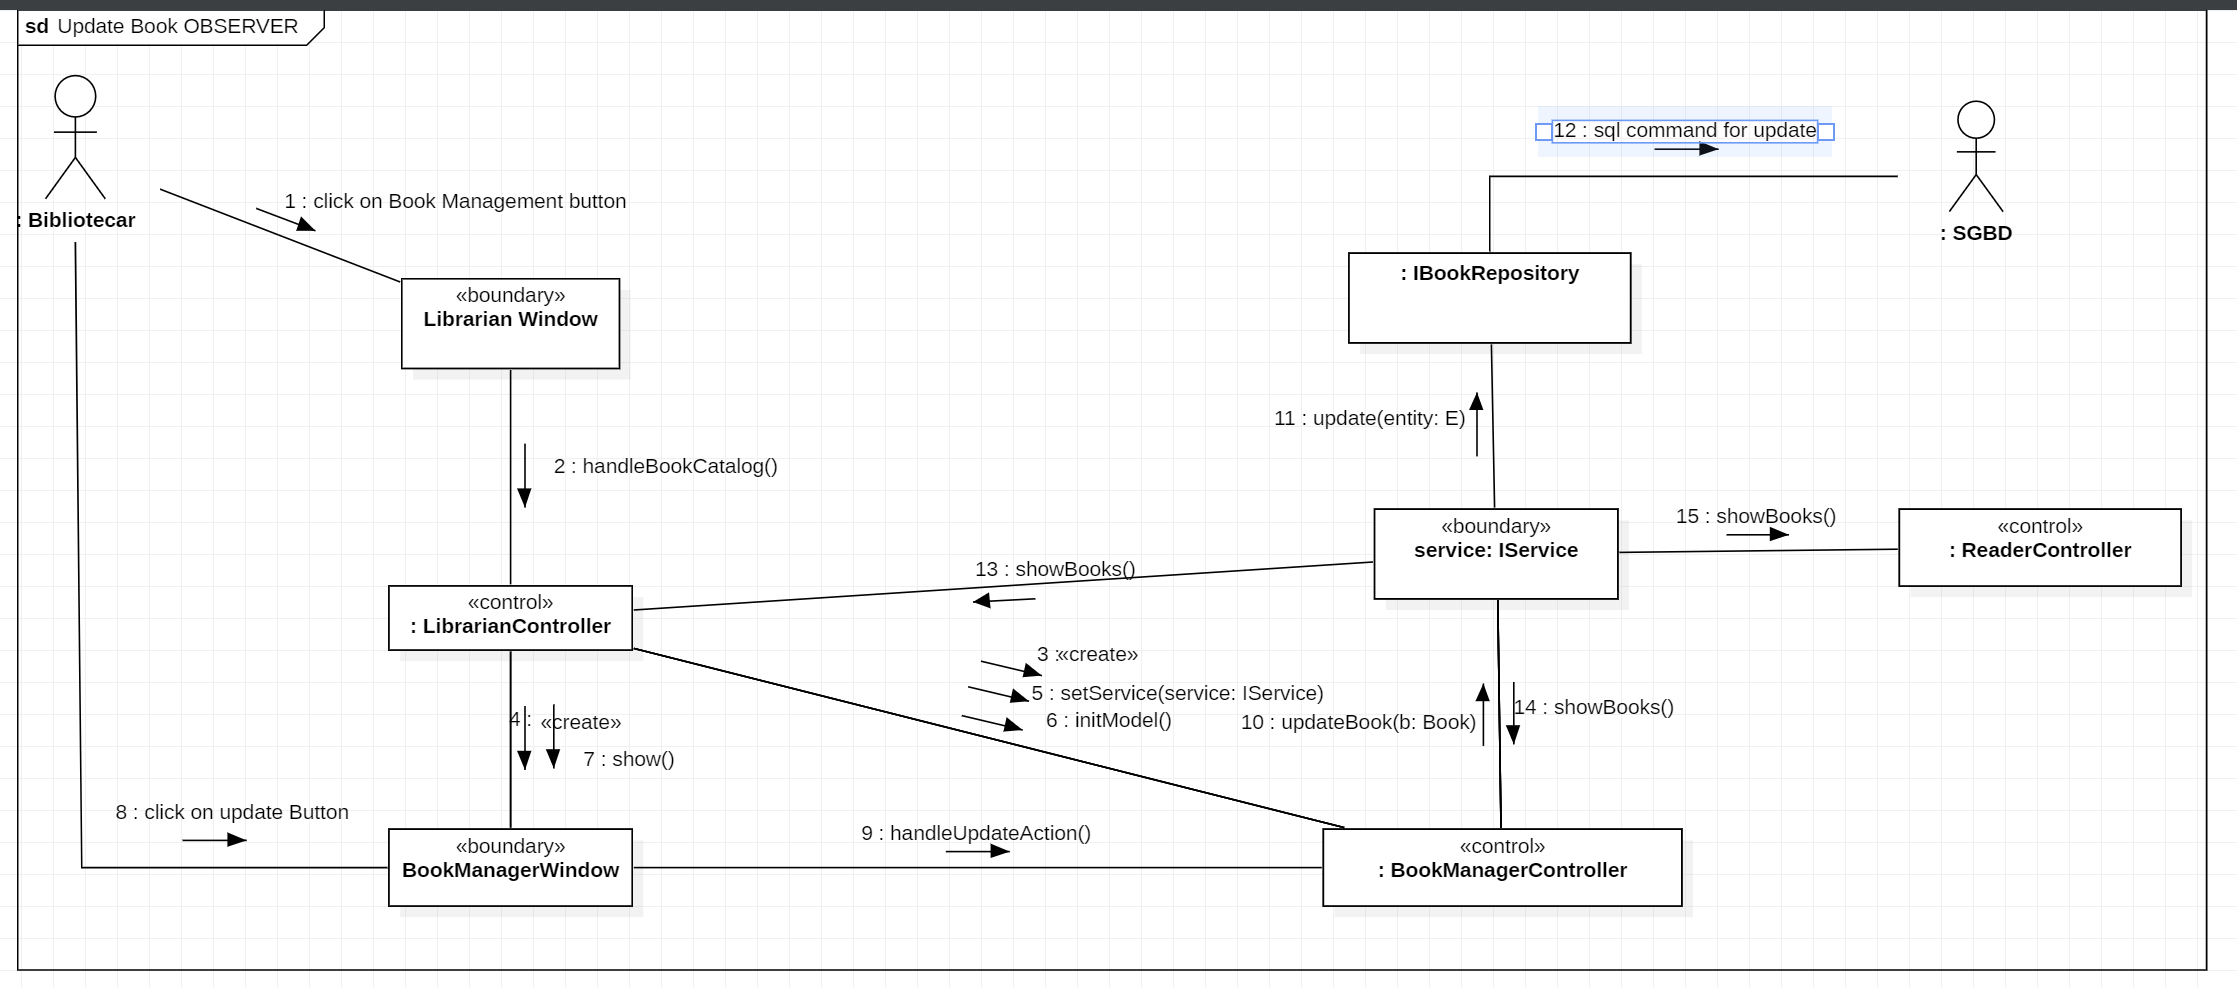 sd Update Book OBSERVER
12 : sql command for update
1 : click on Book Management button
: Bibliotecar
: SGBD
: IBookRepository
«boundary»
Librarian Window
11 : update(entity: E)
2 : handleBookCatalog()
15 : showBooks()
«boundary»
service: IService
«control»
: ReaderController
13 : showBooks()
«control»
: LibrarianController
3 :«create»
5 : setService(service: IService)
6 : initModel()
10 : updateBook(b: Book)
14 : showBooks()
4 : «create»
7 : show()
8 : click on update Button
9 : handleUpdateAction()
«boundary»
BookManagerWindow
«control»
: BookManagerController